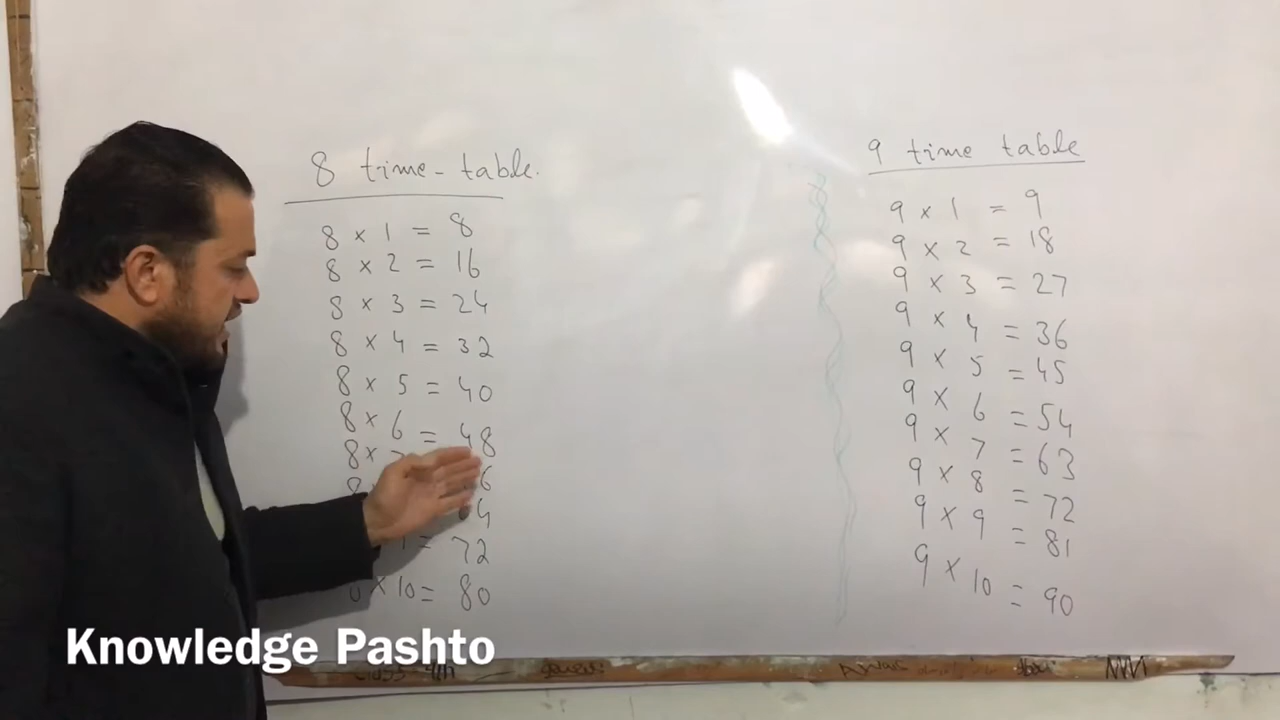 8 time-table.
8 × 1 = 8
8 × 2 = 16
8 × 3 = 24
8 × 4 = 32
8 × 5 = 40
8 × 6 = 48
8 ×
6
4
= 72
× 10 = 80
9 time table
9 × 1 = 9
9 × 2 = 18
9 × 3 = 27
9 × 4 = 36
9 × 5 = 45
9 × 6 = 54
9 × 7 = 63
9 × 8 = 72
9 × 9 = 81
9 × 10 = 90
Knowledge Pashto